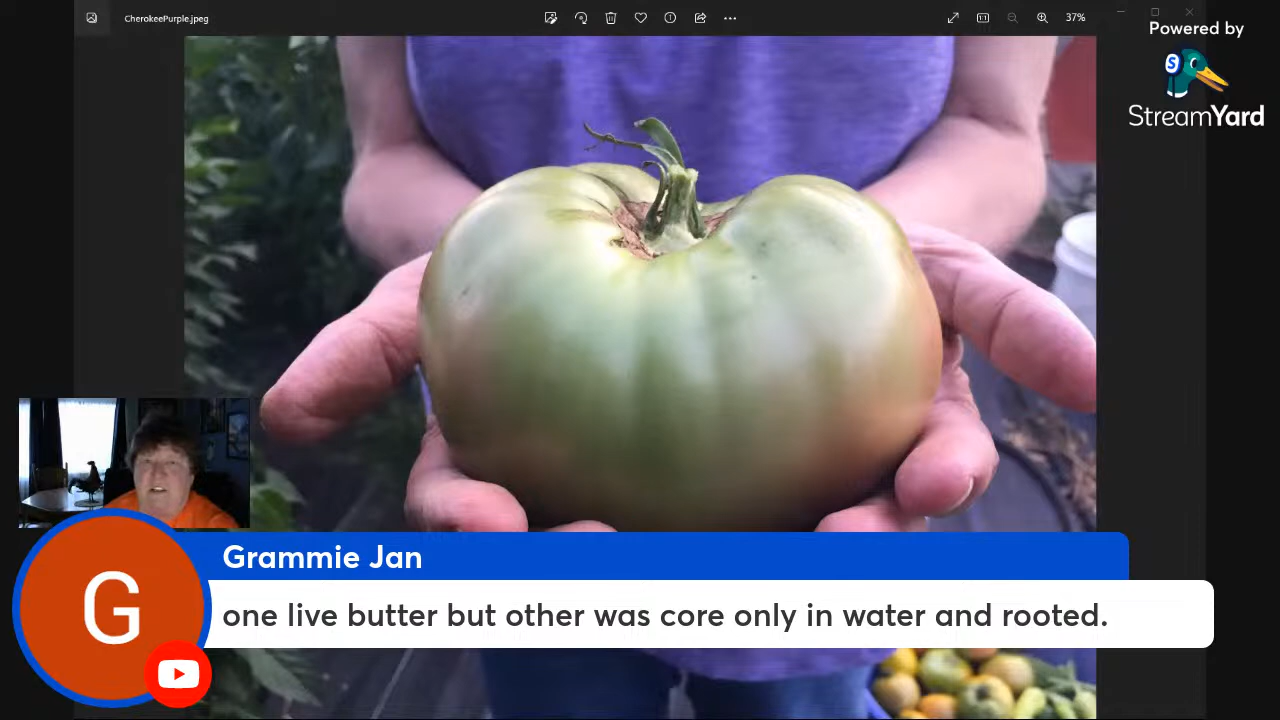 CherokeePurple.jpeg
37%
Powered by
S
StreamYard
G
Grammie Jan
one live butter but other was core only in water and rooted.